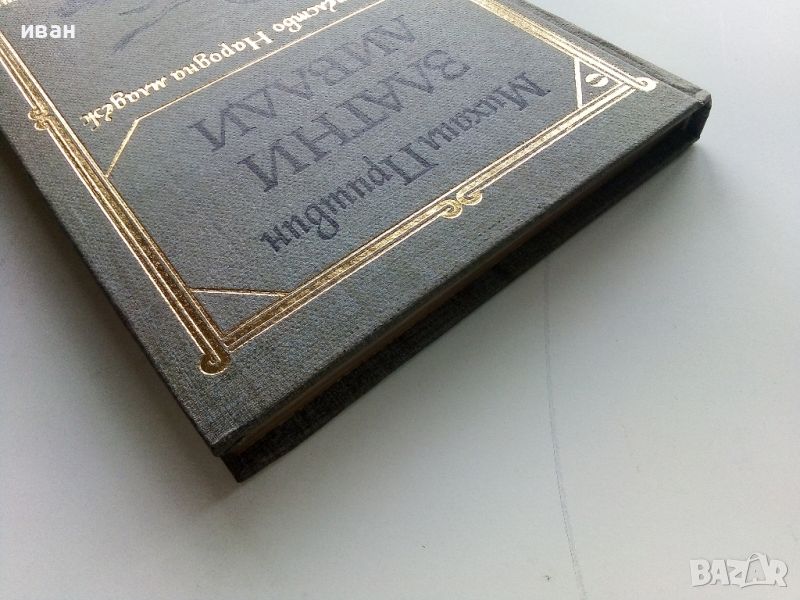 иван
Михаил Пришвин
ЗЛАТНИ
ЛИВАДИ
Народна младеж
BAZAR